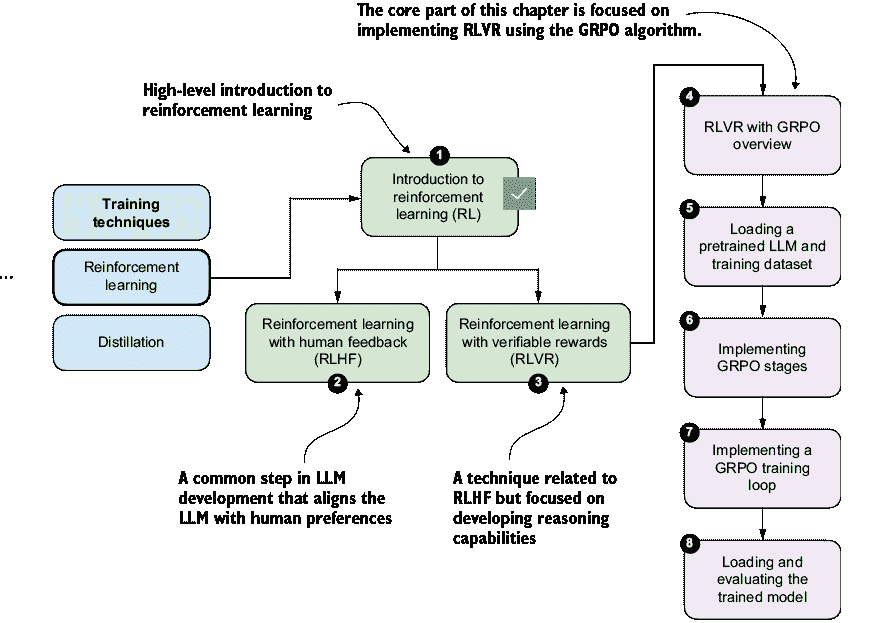 The core part of this chapter is focused on
implementing RLVR using the GRPO algorithm.
High-level introduction to
reinforcement learning
1
Introduction to
reinforcement
learning (RL)
Training
techniques
Reinforcement
learning
Distillation
...
Reinforcement learning
with human feedback
(RLHF)
2
Reinforcement learning
with verifiable rewards
(RLVR)
3
A common step in LLM
development that aligns the
LLM with human preferences
A technique related to
RLHF but focused on
developing reasoning
capabilities
4
RLVR with GRPO
overview
5
Loading a
pretrained LLM and
training dataset
6
Implementing
GRPO stages
7
Implementing a
GRPO training
loop
8
Loading and
evaluating the
trained model